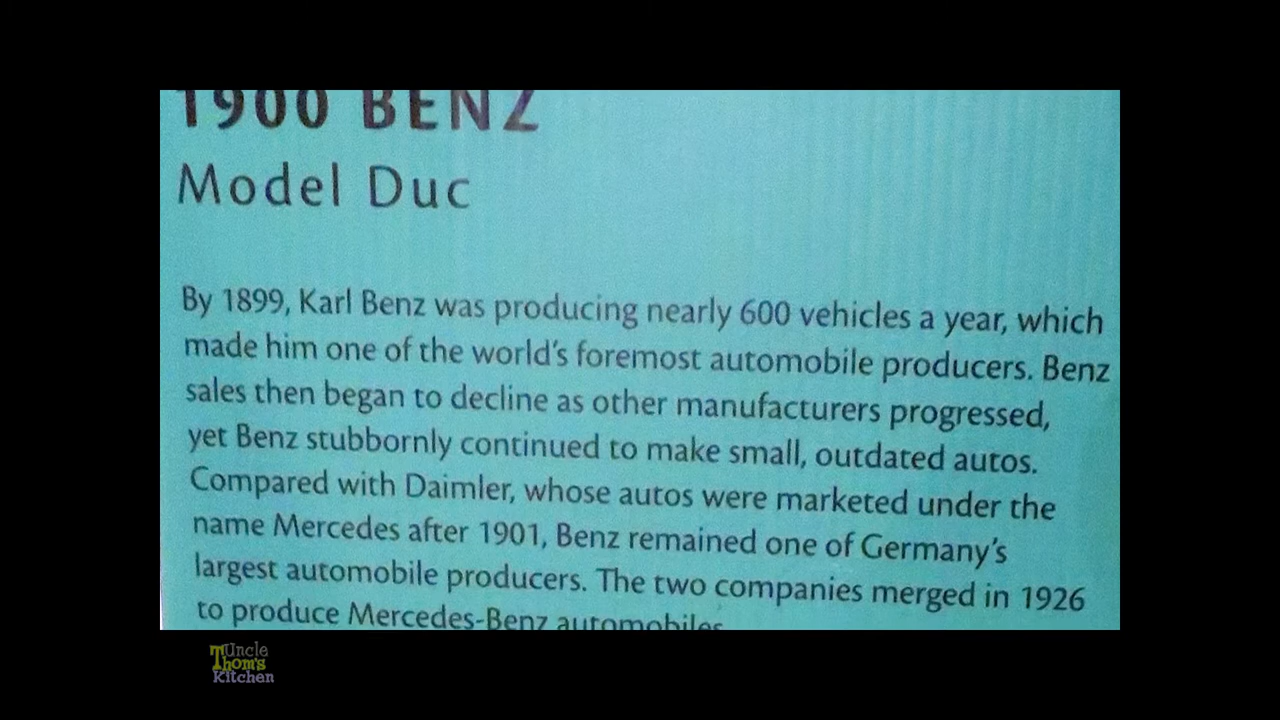 1900 BENZ
Model Duc
By 1899, Karl Benz was producing nearly 600 vehicles a year, which
made him one of the world's foremost automobile producers. Benz
sales then began to decline as other manufacturers progressed,
yet Benz stubbornly continued to make small, outdated autos.
Compared with Daimler, whose autos were marketed under the
name Mercedes after 1901, Benz remained one of Germany's
largest automobile producers. The two companies merged in 1926
to produce Mercedes-Benz automobiles
Uncle
Thom's
Kitchen